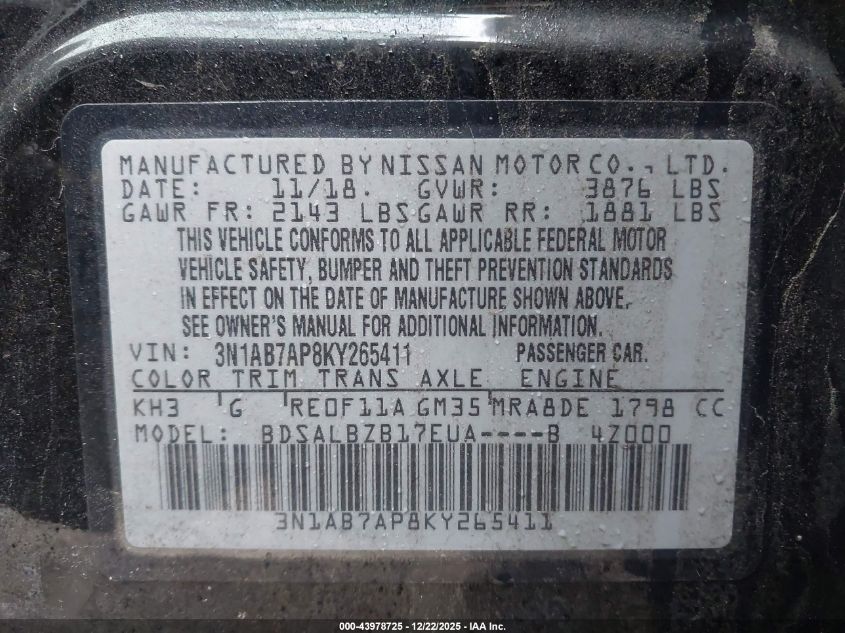 MANUFACTURED BY NISSAN MOTOR CO., LTD.
DATE: 11/18. GVWR: 3876 LBS
GAWR FR: 2143 LBS GAWR RR: 1881 LBS
THIS VEHICLE CONFORMS TO ALL APPLICABLE FEDERAL MOTOR
VEHICLE SAFETY, BUMPER AND THEFT PREVENTION STANDARDS
IN EFFECT ON THE DATE OF MANUFACTURE SHOWN ABOVE.
SEE OWNER'S MANUAL FOR ADDITIONAL INFORMATION.
VIN: 3N1AB7AP8KY265411 PASSENGER CAR.
COLOR TRIM TRANS AXLE ENGINE
KH3 G RE0F11A GM35 MRA8DE 1798 CC
MODEL: BDSALBZB17EUA----B 4Z000
3N1AB7AP8KY265411
000-43978725 - 12/22/2025 - IAA Inc.